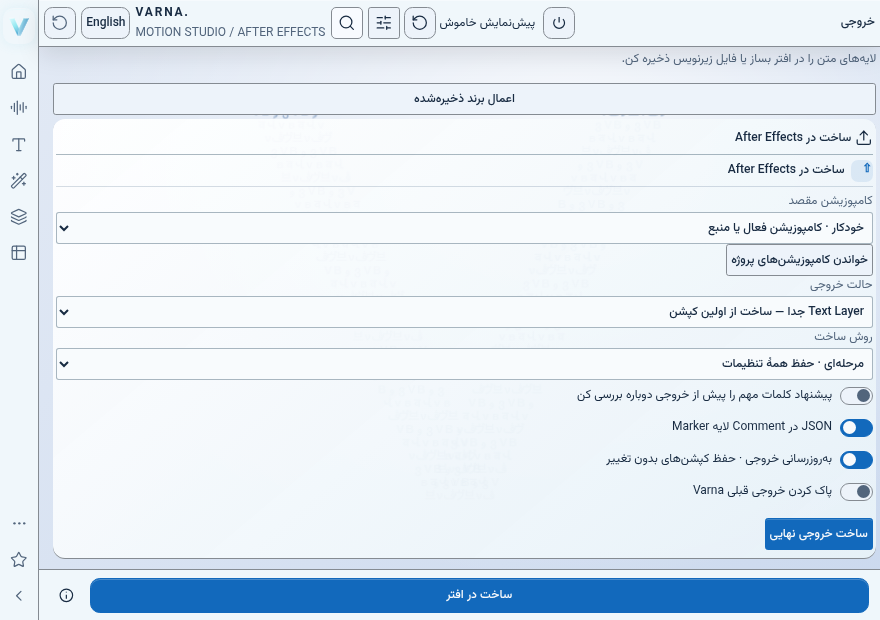 خروجی
پیش‌نمایش خاموش
VARNA.
MOTION STUDIO / AFTER EFFECTS
English
لایه‌های متن را در افتر بساز یا فایل زیرنویس ذخیره کن.
اعمال برند ذخیره‌شده
ساخت در After Effects
ساخت در After Effects
کامپوزیشن مقصد
خودکار · کامپوزیشن فعال یا منبع
خواندن کامپوزیشن‌های پروژه
حالت خروجی
Text Layer جدا — ساخت از اولین کپشن
روش ساخت
مرحله‌ای · حفظ همهٔ تنظیمات
پیشنهاد کلمات مهم را پیش از خروجی دوباره بررسی کن
JSON در Comment لایه Marker
به‌روزرسانی خروجی · حفظ کپشن‌های بدون تغییر
پاک کردن خروجی قبلی Varna
ساخت خروجی نهایی
ساخت در افتر